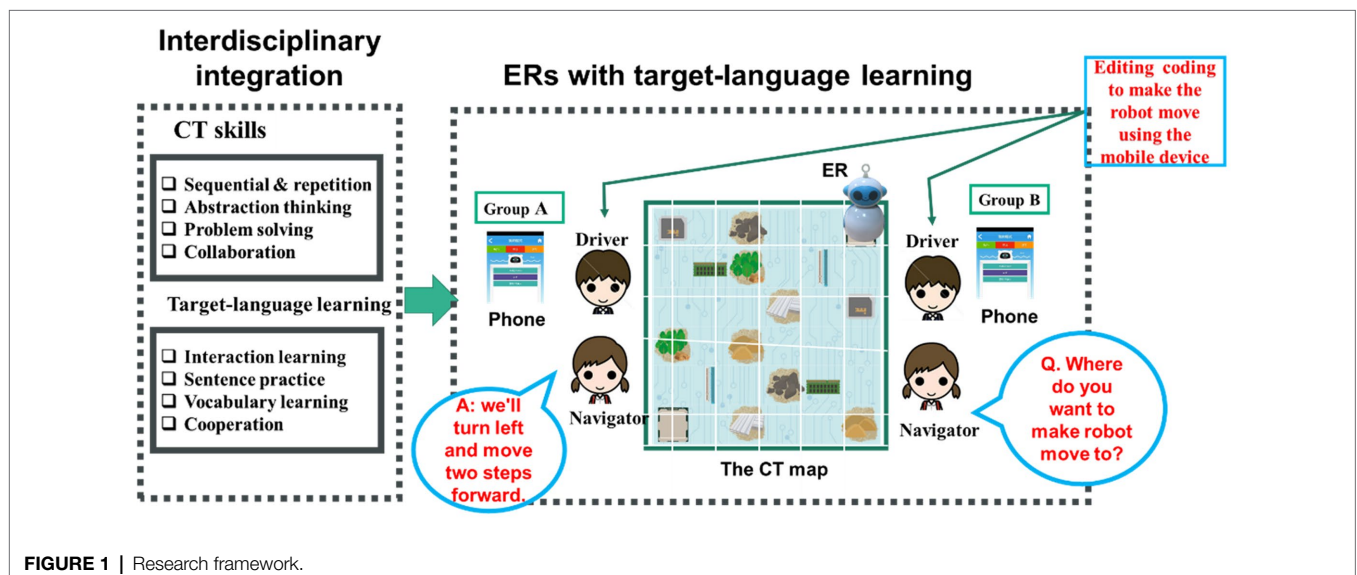 Interdisciplinary
integration
CT skills
❑ Sequential & repetition
❑ Abstraction thinking
❑ Problem solving
❑ Collaboration
Target-language learning
❑ Interaction learning
❑ Sentence practice
❑ Vocabulary learning
❑ Cooperation
ERs with target-language learning
Editing coding
to make the
robot move
using the
mobile device
ER
Group A
Driver
Phone
Navigator
A: we'll
turn left
and move
two steps
forward.
The CT map
Group B
Driver
Phone
Navigator
Q. Where
do you
want to
make robot
move to?
FIGURE 1 | Research framework.